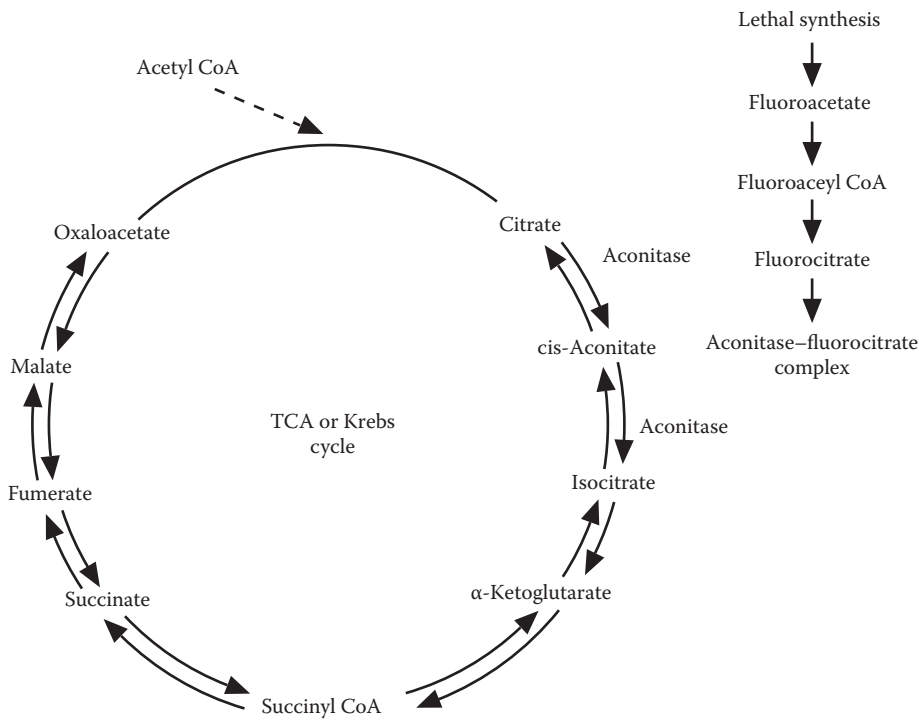 Lethal synthesis
Fluoroacetate
Fluoroaceyl CoA
Fluorocitrate
Aconitase–fluorocitrate
complex
Acetyl CoA
Citrate
Aconitase
cis-Aconitate
Aconitase
Isocitrate
α-Ketoglutarate
Succinyl CoA
Succinate
Fumerate
Malate
Oxaloacetate
TCA or Krebs
cycle